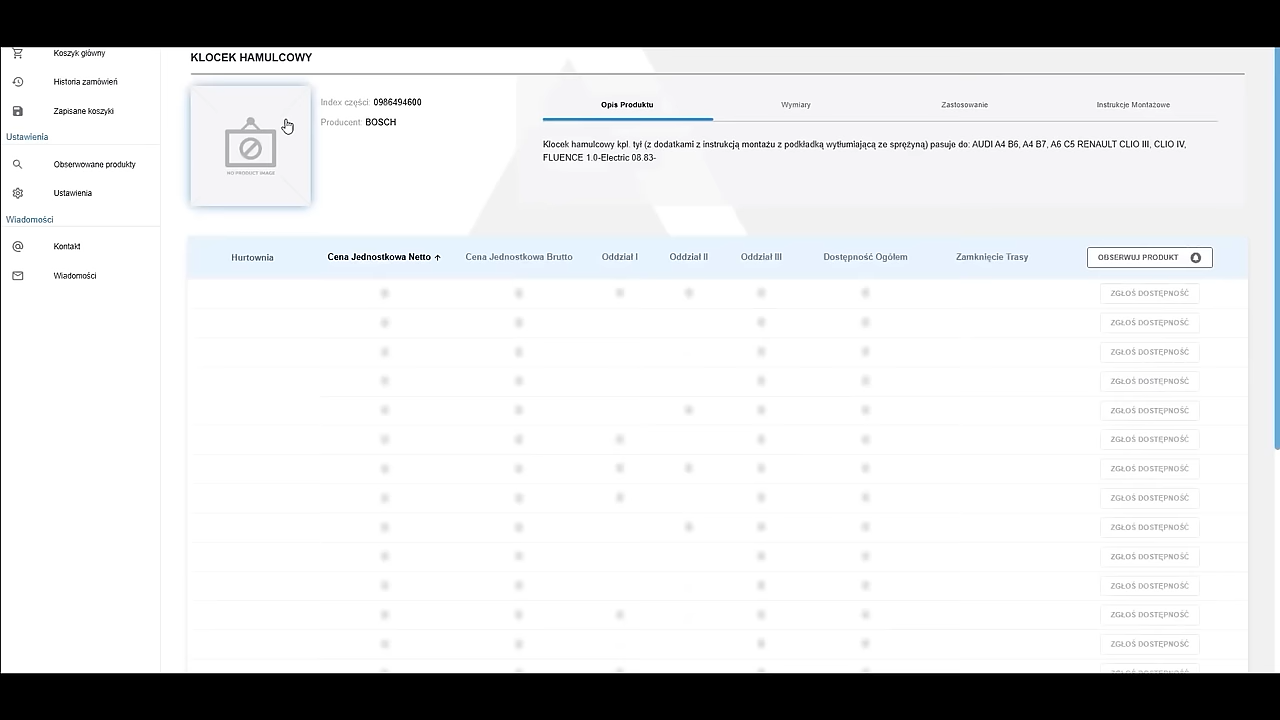 Koszyk główny
Historia zamówień
Zapisane koszyki
Ustawienia
Obserwowane produkty
Ustawienia
Wiadomości
Kontakt
Wiadomości
KLOCEK HAMULCOWY
NO PRODUCT IMAGE
Index części: 0986494600
Producent: BOSCH
Opis Produktu Wymiary Zastosowanie Instrukcje Montażowe
Klocek hamulcowy kpl. tył (z dodatkami z instrukcją montażu z podkładką wytłumiającą ze sprężyną) pasuje do: AUDI A4 B6, A4 B7, A6 C5 RENAULT CLIO III, CLIO IV,
FLUENCE 1.0-Electric 08.83-
Hurtownia Cena Jednostkowa Netto Cena Jednostkowa Brutto Oddział I Oddział II Oddział III Dostępność Ogółem Zamknięcie Trasy OBSERWUJ PRODUKT
ZGŁOŚ DOSTĘPNOŚĆ
ZGŁOŚ DOSTĘPNOŚĆ
ZGŁOŚ DOSTĘPNOŚĆ
ZGŁOŚ DOSTĘPNOŚĆ
ZGŁOŚ DOSTĘPNOŚĆ
ZGŁOŚ DOSTĘPNOŚĆ
ZGŁOŚ DOSTĘPNOŚĆ
ZGŁOŚ DOSTĘPNOŚĆ
ZGŁOŚ DOSTĘPNOŚĆ
ZGŁOŚ DOSTĘPNOŚĆ
ZGŁOŚ DOSTĘPNOŚĆ
ZGŁOŚ DOSTĘPNOŚĆ
ZGŁOŚ DOSTĘPNOŚĆ